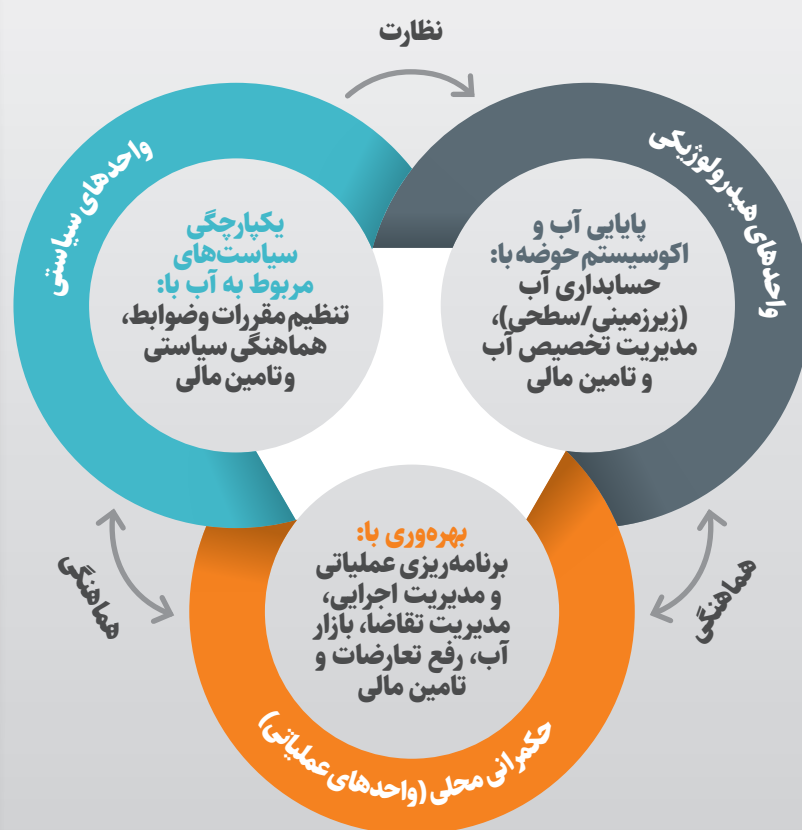 نظارت
واحدهای هیدرولوژیکی
پایایی آب و
اکوسیستم حوضه با:
حسابداری آب
(زیرزمینی/سطحی)،
مدیریت تخصیص آب
و تامین مالی
واحدهای سیاستی
یکپارچگی
سیاست‌های
مربوط به آب با:
تنظیم مقررات وضوابط،
هماهنگی سیاستی
وتامین مالی
هماهنگی
هماهنگی
بهره‌وری با:
برنامه‌ریزی عملیاتی
و مدیریت اجرایی،
مدیریت تقاضا، بازار
آب، رفع تعارضات و
تامین مالی
حکمرانی محلی (واحدهای عملیاتی)